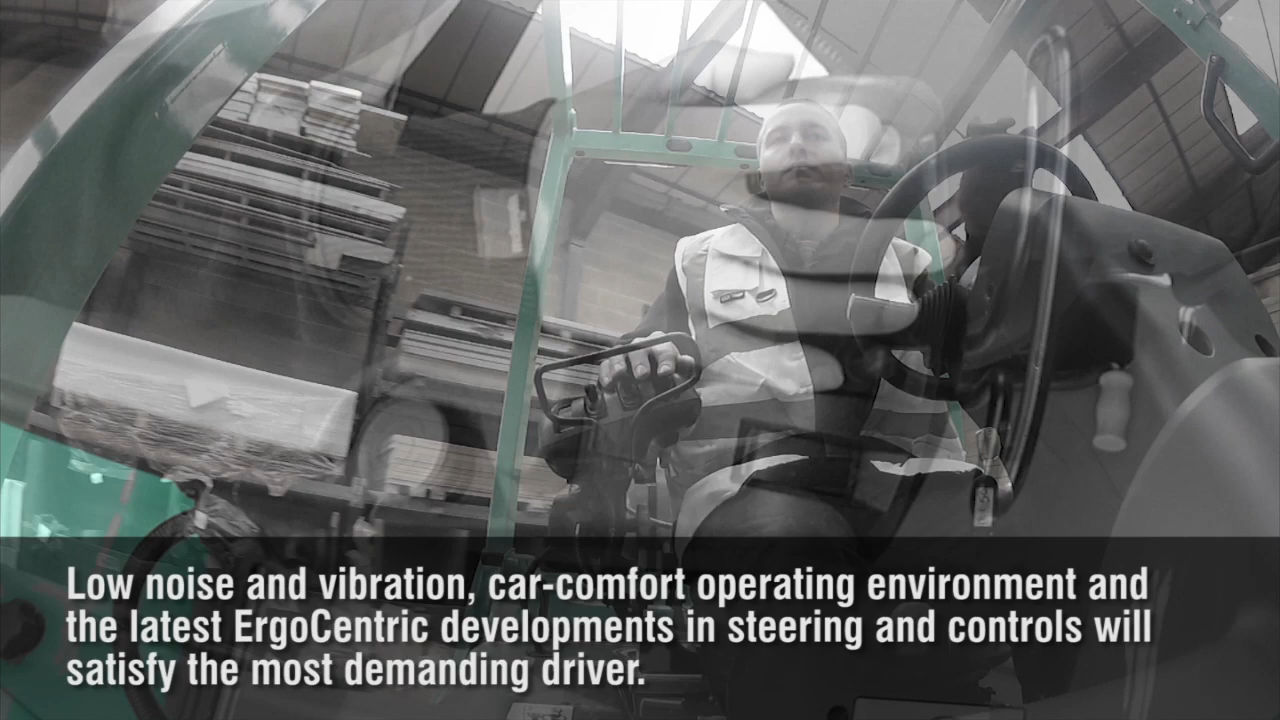 Low noise and vibration, car-comfort operating environment and
the latest ErgoCentric developments in steering and controls will
satisfy the most demanding driver.